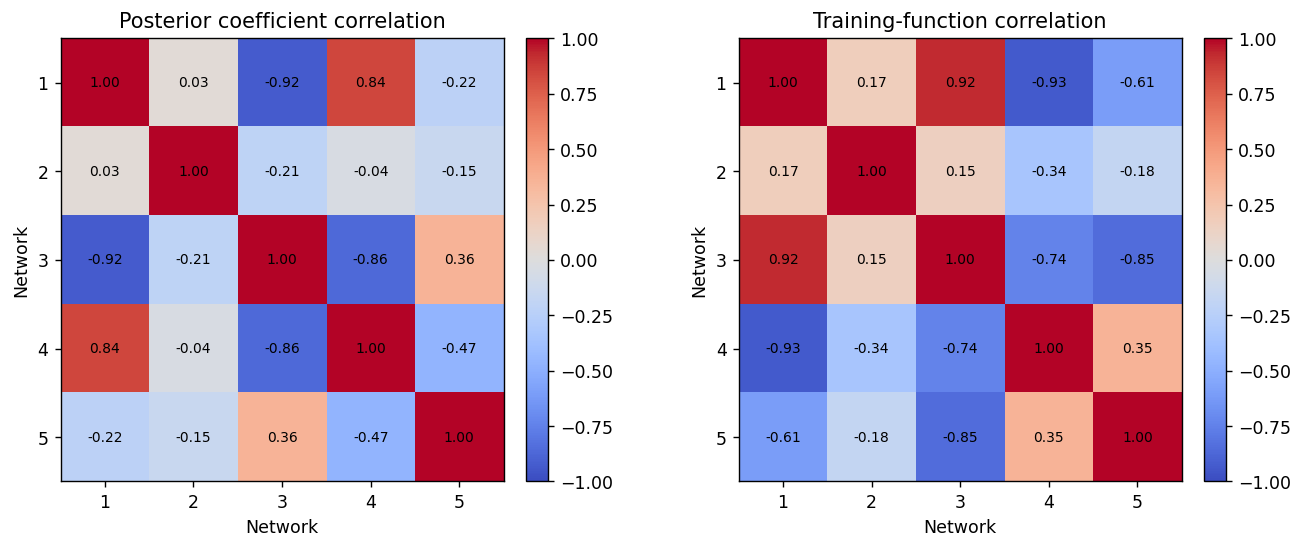 Posterior coefficient correlation
Network
1 1.00 0.03 -0.92 0.84 -0.22
2 0.03 1.00 -0.21 -0.04 -0.15
3 -0.92 -0.21 1.00 -0.86 0.36
4 0.84 -0.04 -0.86 1.00 -0.47
5 -0.22 -0.15 0.36 -0.47 1.00
1 2 3 4 5
Network
1.00
0.75
0.50
0.25
0.00
−0.25
−0.50
−0.75
−1.00
Training-function correlation
Network
1 1.00 0.17 0.92 -0.93 -0.61
2 0.17 1.00 0.15 -0.34 -0.18
3 0.92 0.15 1.00 -0.74 -0.85
4 -0.93 -0.34 -0.74 1.00 0.35
5 -0.61 -0.18 -0.85 0.35 1.00
1 2 3 4 5
Network
1.00
0.75
0.50
0.25
0.00
−0.25
−0.50
−0.75
−1.00